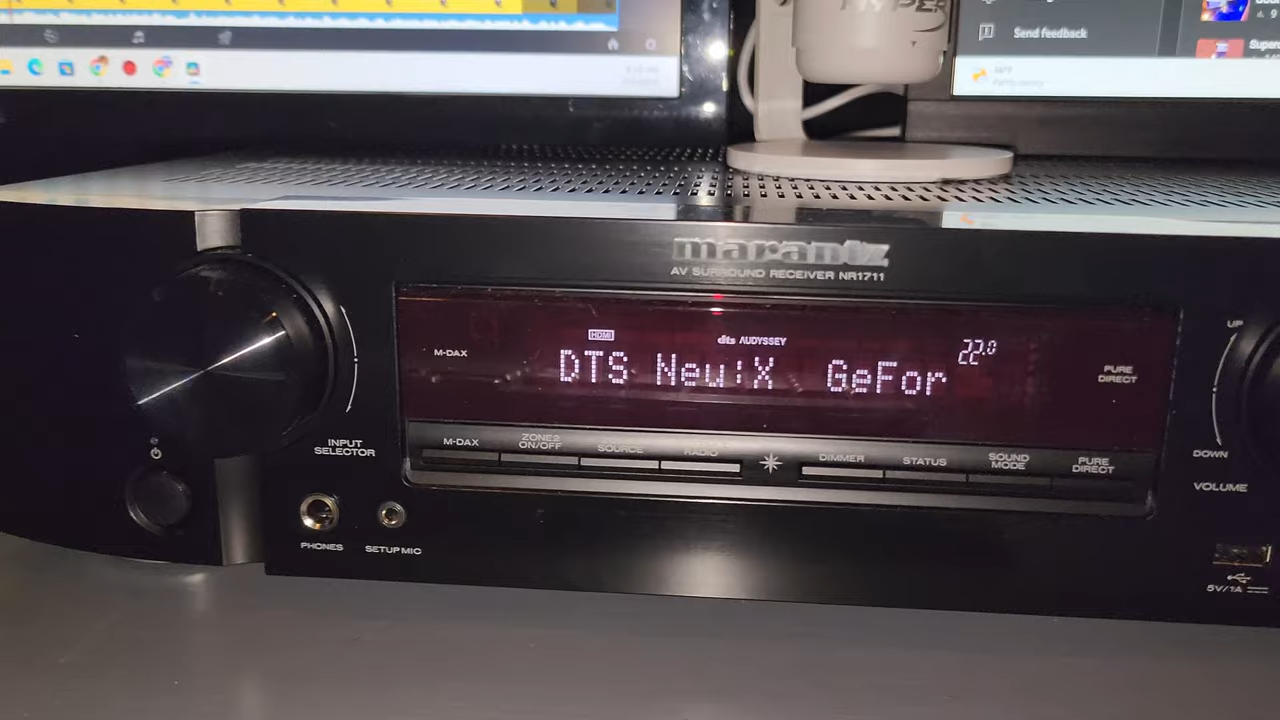 HYPER
Send feedback
marantz
AV SURROUND RECEIVER NR1711
HDMI
dts AUDYSSEY
M-DAX
DTS Neu:X GeFor
22.0
PURE
DIRECT
UP
DOWN
VOLUME
INPUT
SELECTOR
M-DAX
ZONE2
ON/OFF
SOURCE
RADIO
DIMMER
STATUS
SOUND
MODE
PURE
DIRECT
PHONES
SETUP MIC
5V/1A